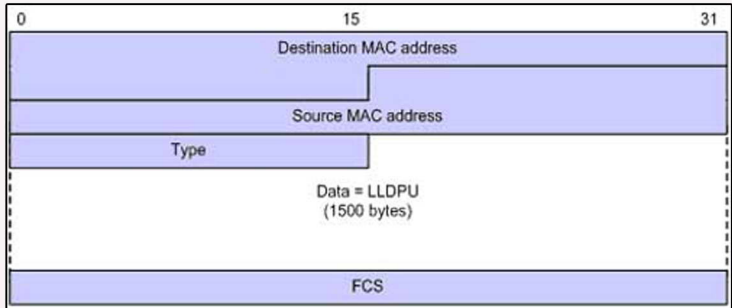 0 15 31
Destination MAC address
Source MAC address
Type
Data = LLDPU
(1500 bytes)
FCS